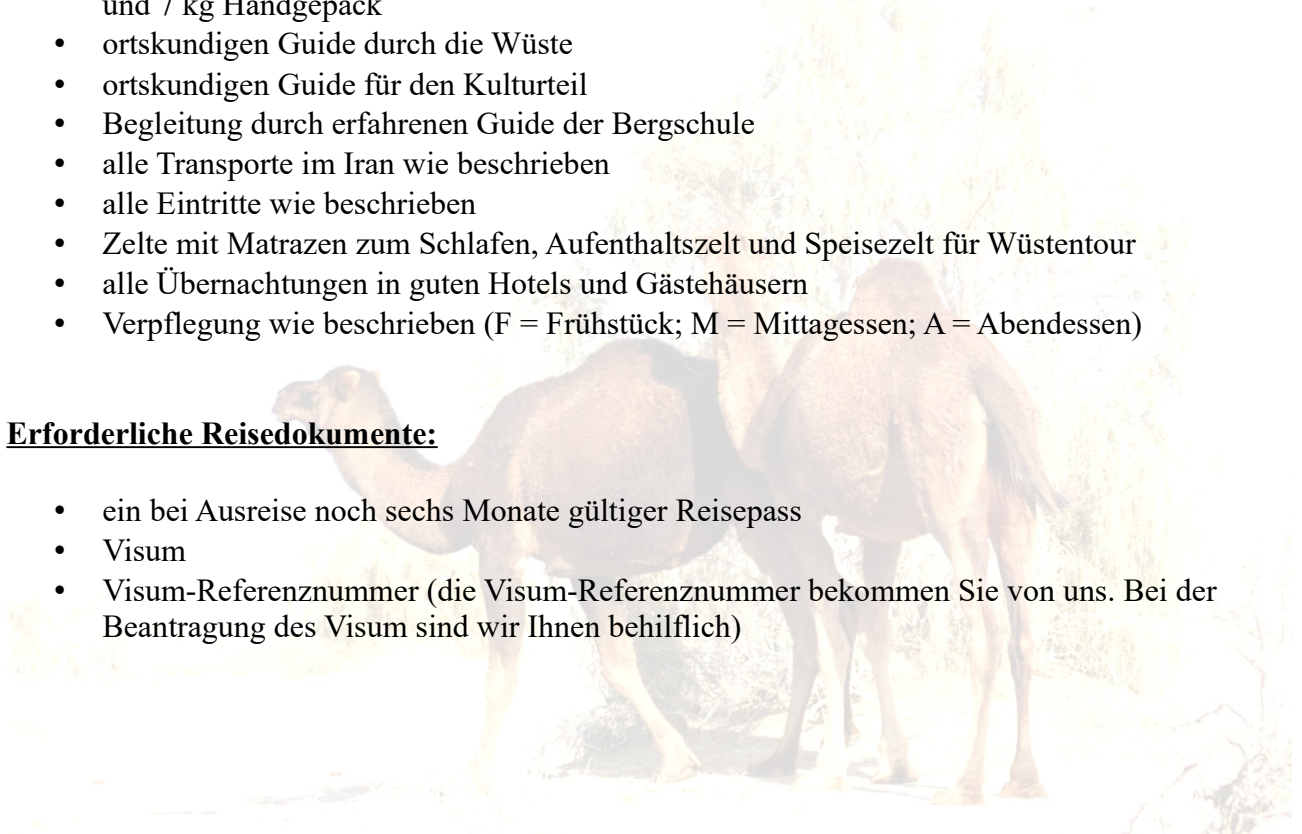 und 7 kg Handgepäck
• ortskundigen Guide durch die Wüste
• ortskundigen Guide für den Kulturteil
• Begleitung durch erfahrenen Guide der Bergschule
• alle Transporte im Iran wie beschrieben
• alle Eintritte wie beschrieben
• Zelte mit Matrazen zum Schlafen, Aufenthaltszelt und Speisezelt für Wüstentour
• alle Übernachtungen in guten Hotels und Gästehäusern
• Verpflegung wie beschrieben (F = Frühstück; M = Mittagessen; A = Abendessen)
Erforderliche Reisedokumente:
• ein bei Ausreise noch sechs Monate gültiger Reisepass
• Visum
• Visum-Referenznummer (die Visum-Referenznummer bekommen Sie von uns. Bei der
Beantragung des Visum sind wir Ihnen behilflich)